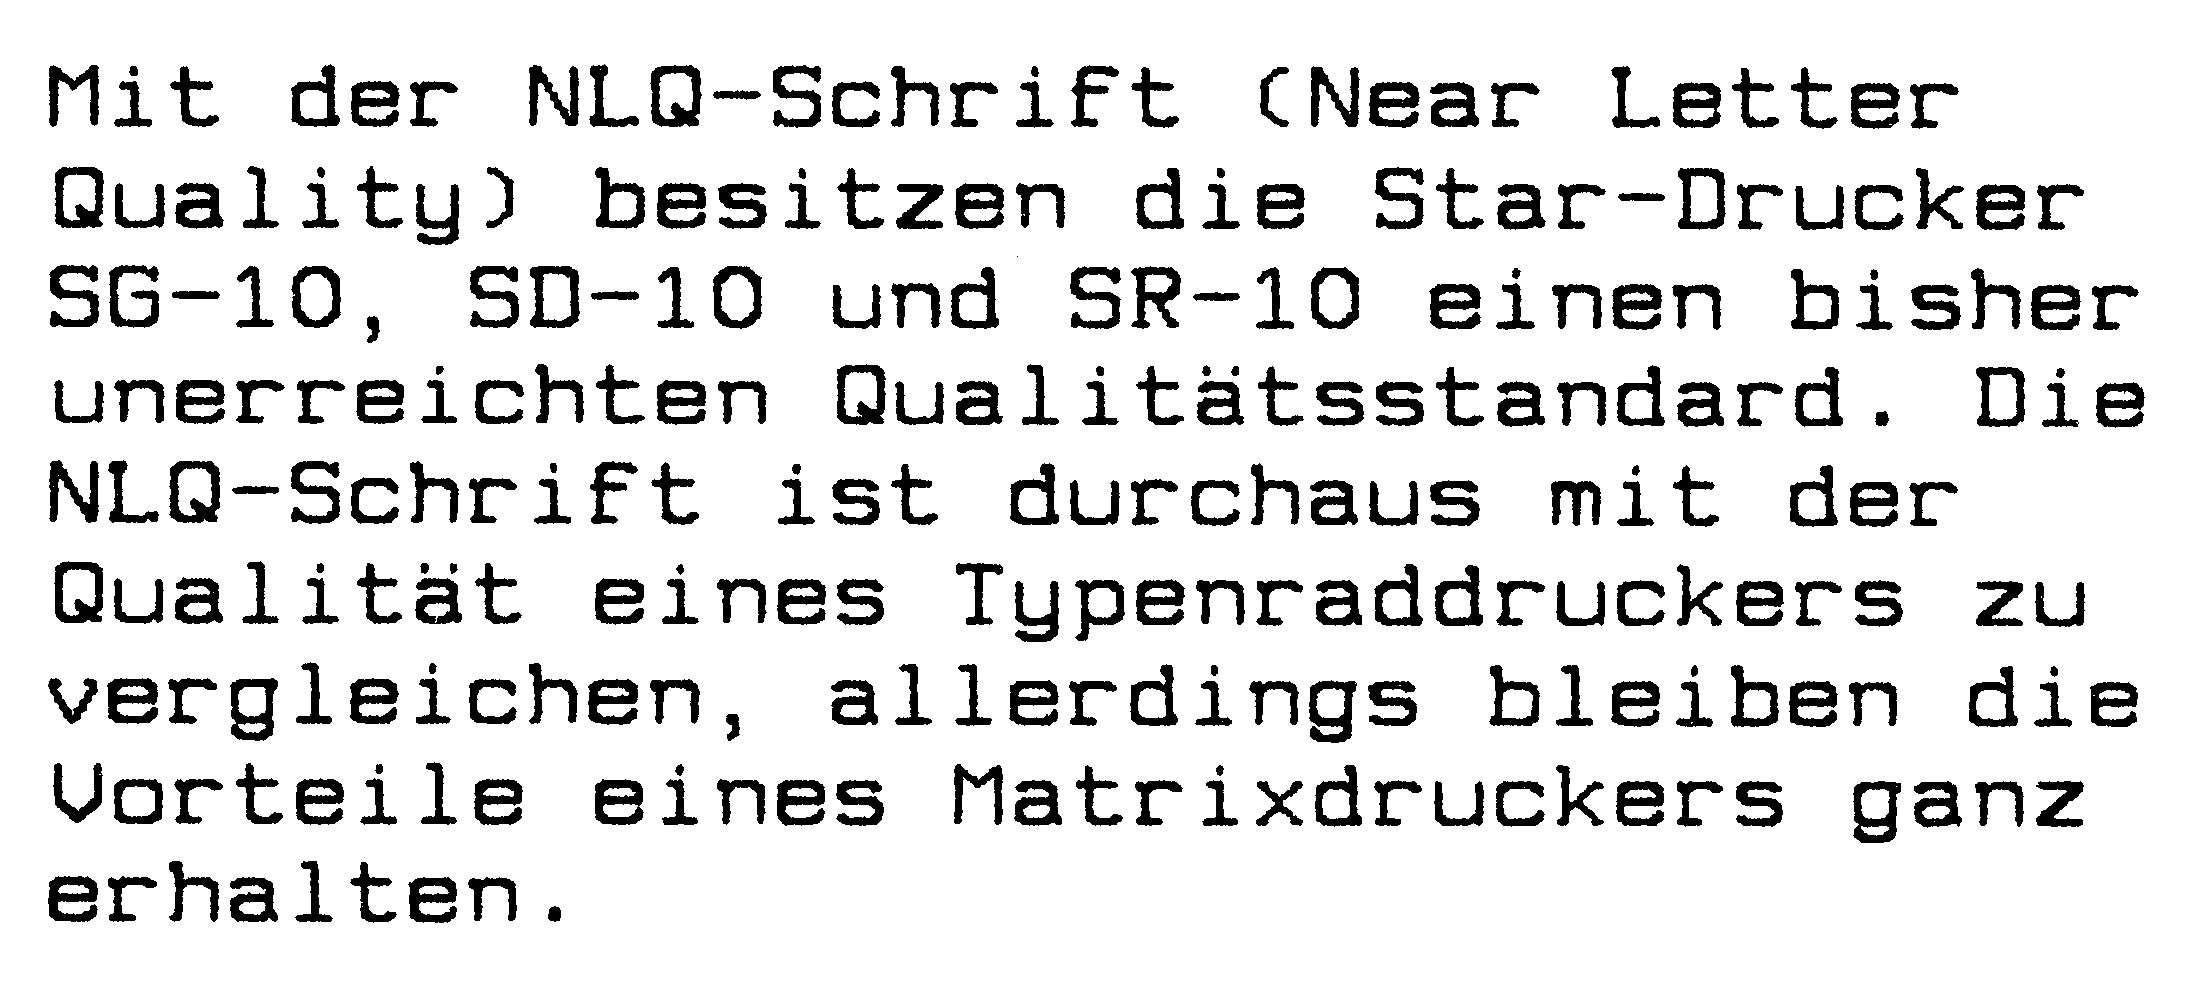 Mit der NLQ-Schrift (Near Letter
Quality) besitzen die Star-Drucker
SG-10, SD-10 und SR-10 einen bisher
unerreichten Qualitätsstandard. Die
NLQ-Schrift ist durchaus mit der
Qualität eines Typenraddruckers zu
vergleichen, allerdings bleiben die
Vorteile eines Matrixdruckers ganz
erhalten.